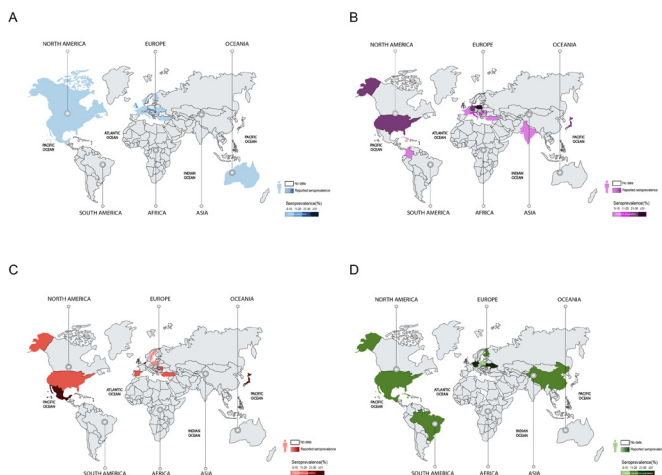 A
NORTH AMERICA
EUROPE
OCEANIA
ATLANTIC
OCEAN
PACIFIC
OCEAN
PACIFIC
OCEAN
INDIAN
OCEAN
No data
Reported seroprevalence
Seroprevalence(%)
SOUTH AMERICA
AFRICA
ASIA
B
NORTH AMERICA
EUROPE
OCEANIA
ATLANTIC
OCEAN
PACIFIC
OCEAN
PACIFIC
OCEAN
INDIAN
OCEAN
No data
Reported seroprevalence
Seroprevalence(%)
SOUTH AMERICA
AFRICA
ASIA
C
NORTH AMERICA
EUROPE
OCEANIA
ATLANTIC
OCEAN
PACIFIC
OCEAN
PACIFIC
OCEAN
INDIAN
OCEAN
No data
Reported seroprevalence
Seroprevalence(%)
SOUTH AMERICA
AFRICA
ASIA
D
NORTH AMERICA
EUROPE
OCEANIA
ATLANTIC
OCEAN
PACIFIC
OCEAN
PACIFIC
OCEAN
INDIAN
OCEAN
No data
Reported seroprevalence
Seroprevalence(%)
SOUTH AMERICA
AFRICA
ASIA